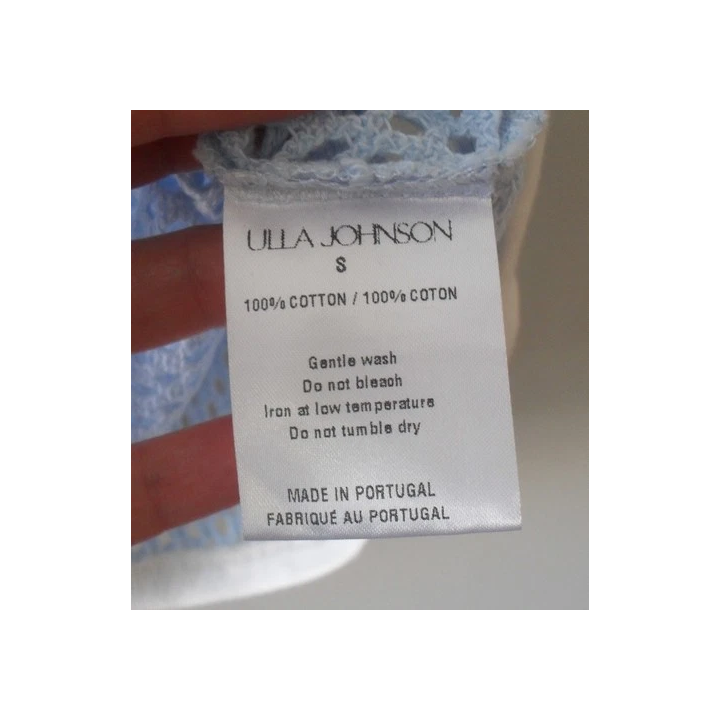 ULLA JOHNSON
S
100% COTTON / 100% COTON
Gentle wash
Do not bleach
Iron at low temperature
Do not tumble dry
MADE IN PORTUGAL
FABRIQUÉ AU PORTUGAL